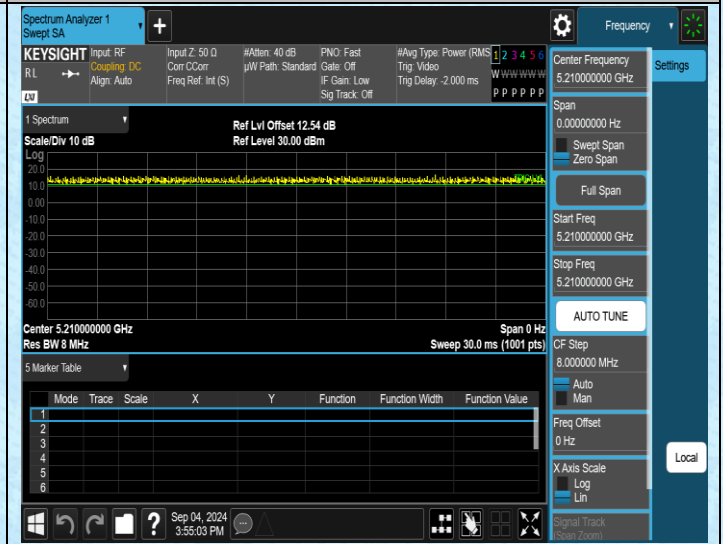 Spectrum Analyzer 1
Swept SA
Frequency
KEYSIGHT
RL
LXI
Input: RF
Coupling: DC
Align: Auto
Input Z: 50 Ω
Corr CCorr
Freq Ref: Int (S)
#Atten: 40 dB
µW Path: Standard
PNO: Fast
Gate: Off
IF Gain: Low
Sig Track: Off
#Avg Type: Power (RMS
Trig: Video
Trig Delay: -2.000 ms
1 2 3 4 5 6
W W W W W W
P P P P P P
1 Spectrum
Scale/Div 10 dB
Ref Lvl Offset 12.54 dB
Ref Level 30.00 dBm
Log
20.0
10.0
0.00
-10.0
-20.0
-30.0
-40.0
-50.0
-60.0
Center 5.210000000 GHz
Span 0 Hz
Res BW 8 MHz
Sweep 30.0 ms (1001 pts)
5 Marker Table
Mode Trace Scale X Y Function Function Width Function Value
1
2
3
4
5
6
Center Frequency
5.210000000 GHz
Span
0.00000000 Hz
Swept Span
Zero Span
Full Span
Start Freq
5.210000000 GHz
Stop Freq
5.210000000 GHz
AUTO TUNE
CF Step
8.000000 MHz
Auto
Man
Freq Offset
0 Hz
X Axis Scale
Log
Lin
Signal Track
(Span Zoom)
Settings
Local
Sep 04, 2024
3:55:03 PM